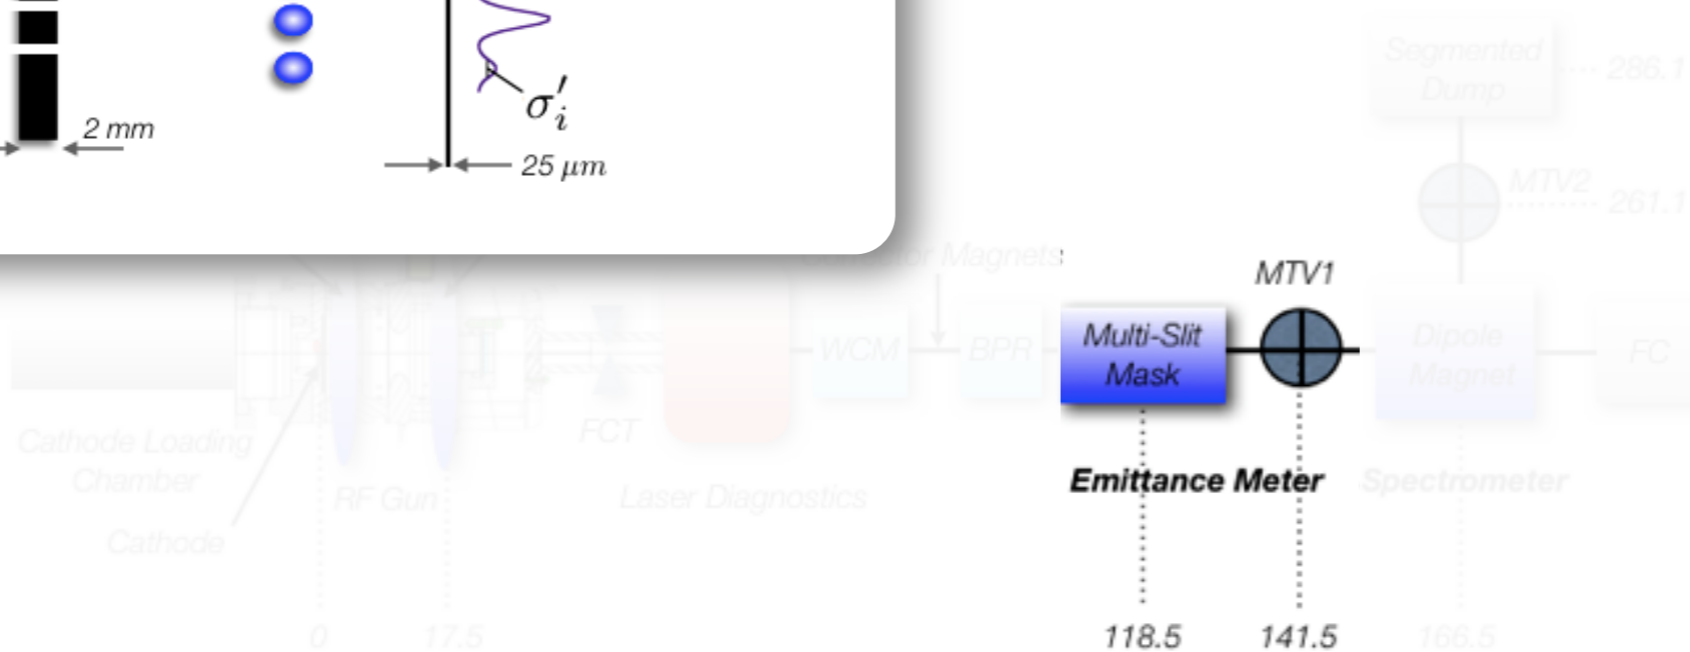 2 mm
σ′i
25 μm
Segmented
Dump
286.1
MTV2
261.1
or Magnets
MTV1
WCM
BPR
Multi-Slit
Mask
Dipole
Magnet
FC
FCT
Cathode Loading
Chamber
RF Gun
Laser Diagnostics
Emittance Meter
Spectrometer
Cathode
0
17.5
118.5
141.5
166.5